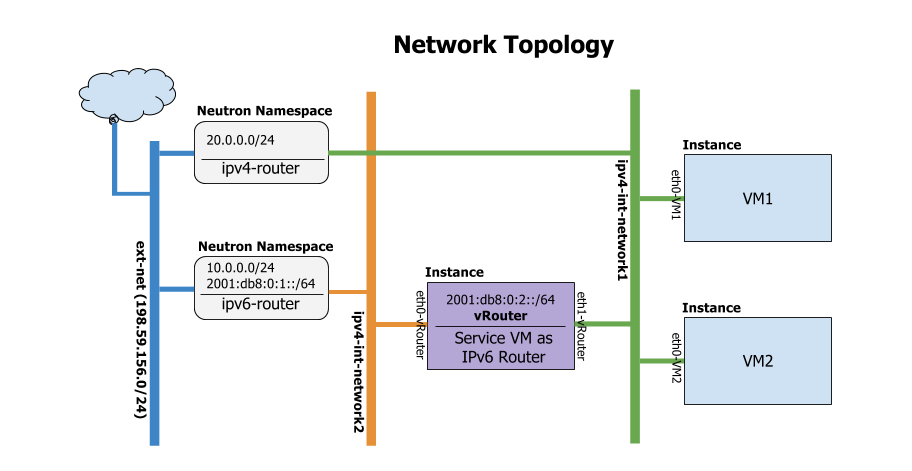 Network Topology
Neutron Namespace
20.0.0.0/24
ipv4-router
Neutron Namespace
10.0.0.0/24
2001:db8:0:1::/64
ipv6-router
ext-net (198.59.156.0/24)
ipv4-int-network2
Instance
eth0-vRouter
2001:db8:0:2::/64
vRouter
Service VM as
IPv6 Router
eth1-vRouter
ipv4-int-network1
Instance
eth0-VM1
VM1
Instance
eth0-VM2
VM2